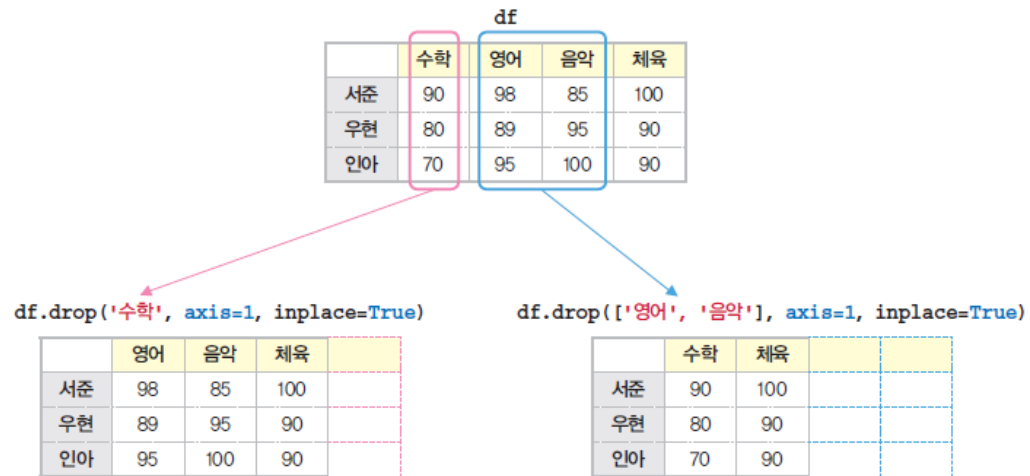 df
수학 영어 음악 체육
서준 90 98 85 100
우현 80 89 95 90
인아 70 95 100 90
df.drop('수학', axis=1, inplace=True)
영어 음악 체육
서준 98 85 100
우현 89 95 90
인아 95 100 90
df.drop(['영어', '음악'], axis=1, inplace=True)
수학 체육
서준 90 100
우현 80 90
인아 70 90